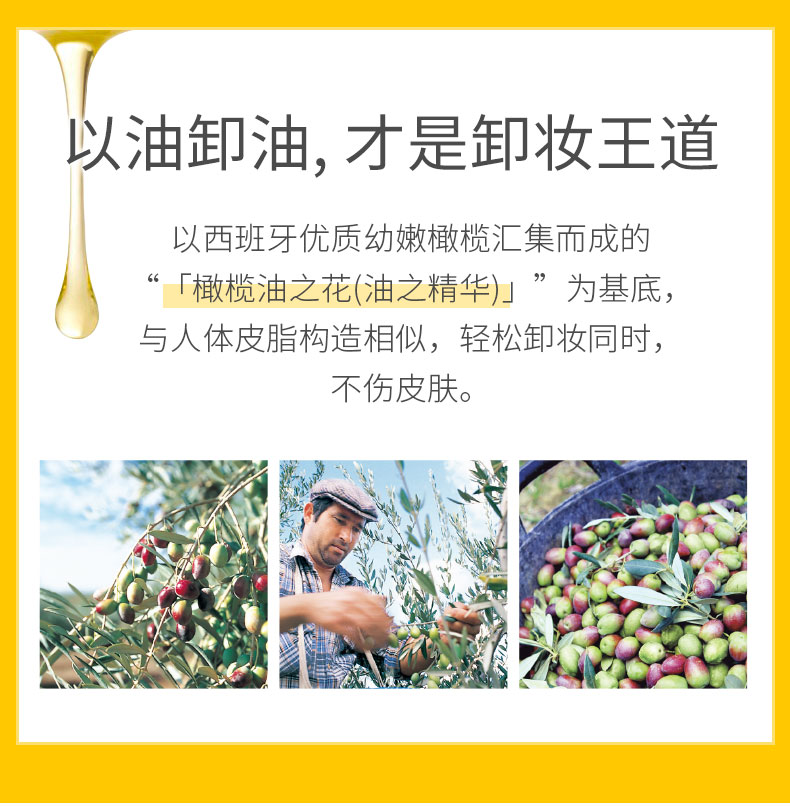 以油卸油, 才是卸妆王道
以西班牙优质幼嫩橄榄汇集而成的
“「橄榄油之花(油之精华)」”为基底，
与人体皮脂构造相似，轻松卸妆同时，
不伤皮肤。